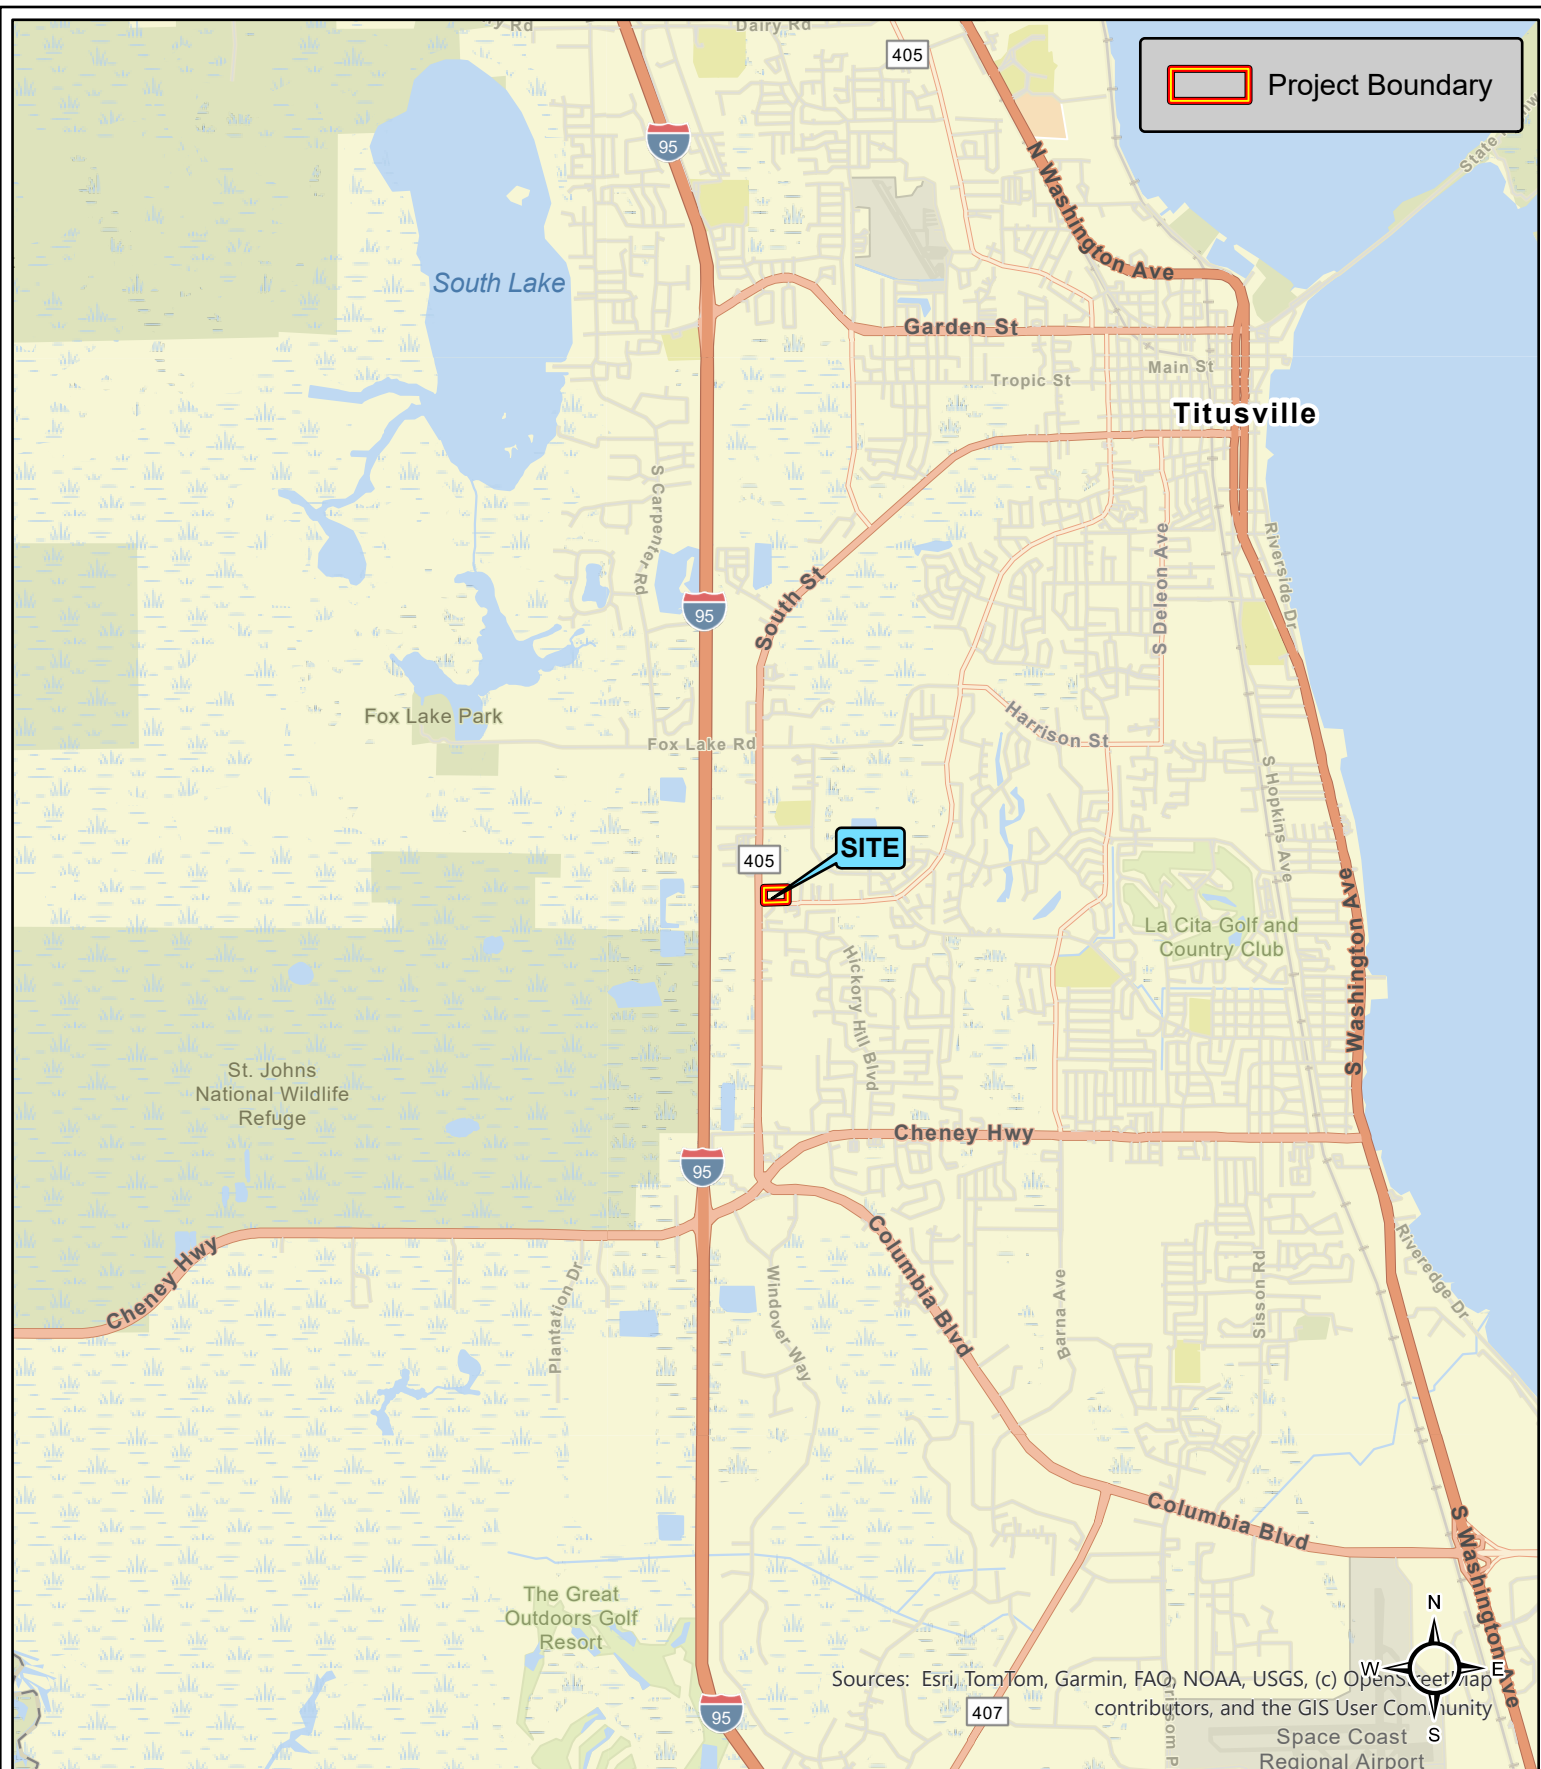 Rd
Dairy Rd
405
Project Boundary
95
N Washington Ave
South Lake
Garden St
Tropic St
Main St
Titusville
S Carpenter Rd
S Deleon Ave
Riverside Dr
95
South St
Fox Lake Park
Fox Lake Rd
Harrison St
S Hopkins Ave
405
SITE
La Cita Golf and
Country Club
S Washington Ave
Hickory Hill Blvd
St. Johns
National Wildlife
Refuge
Cheney Hwy
95
Cheney Hwy
Columbia Blvd
Plantation Dr
Windover Way
Barna Ave
Sisson Rd
Riveredge Dr
Columbia Blvd
S Washington Ave
The Great
Outdoors Golf
Resort
N
W
E
S
Sources: Esri, TomTom, Garmin, FAO, NOAA, USGS, (c) OpenStreetMap
contributors, and the GIS User Community
95
407
Space Coast
Regional Airport